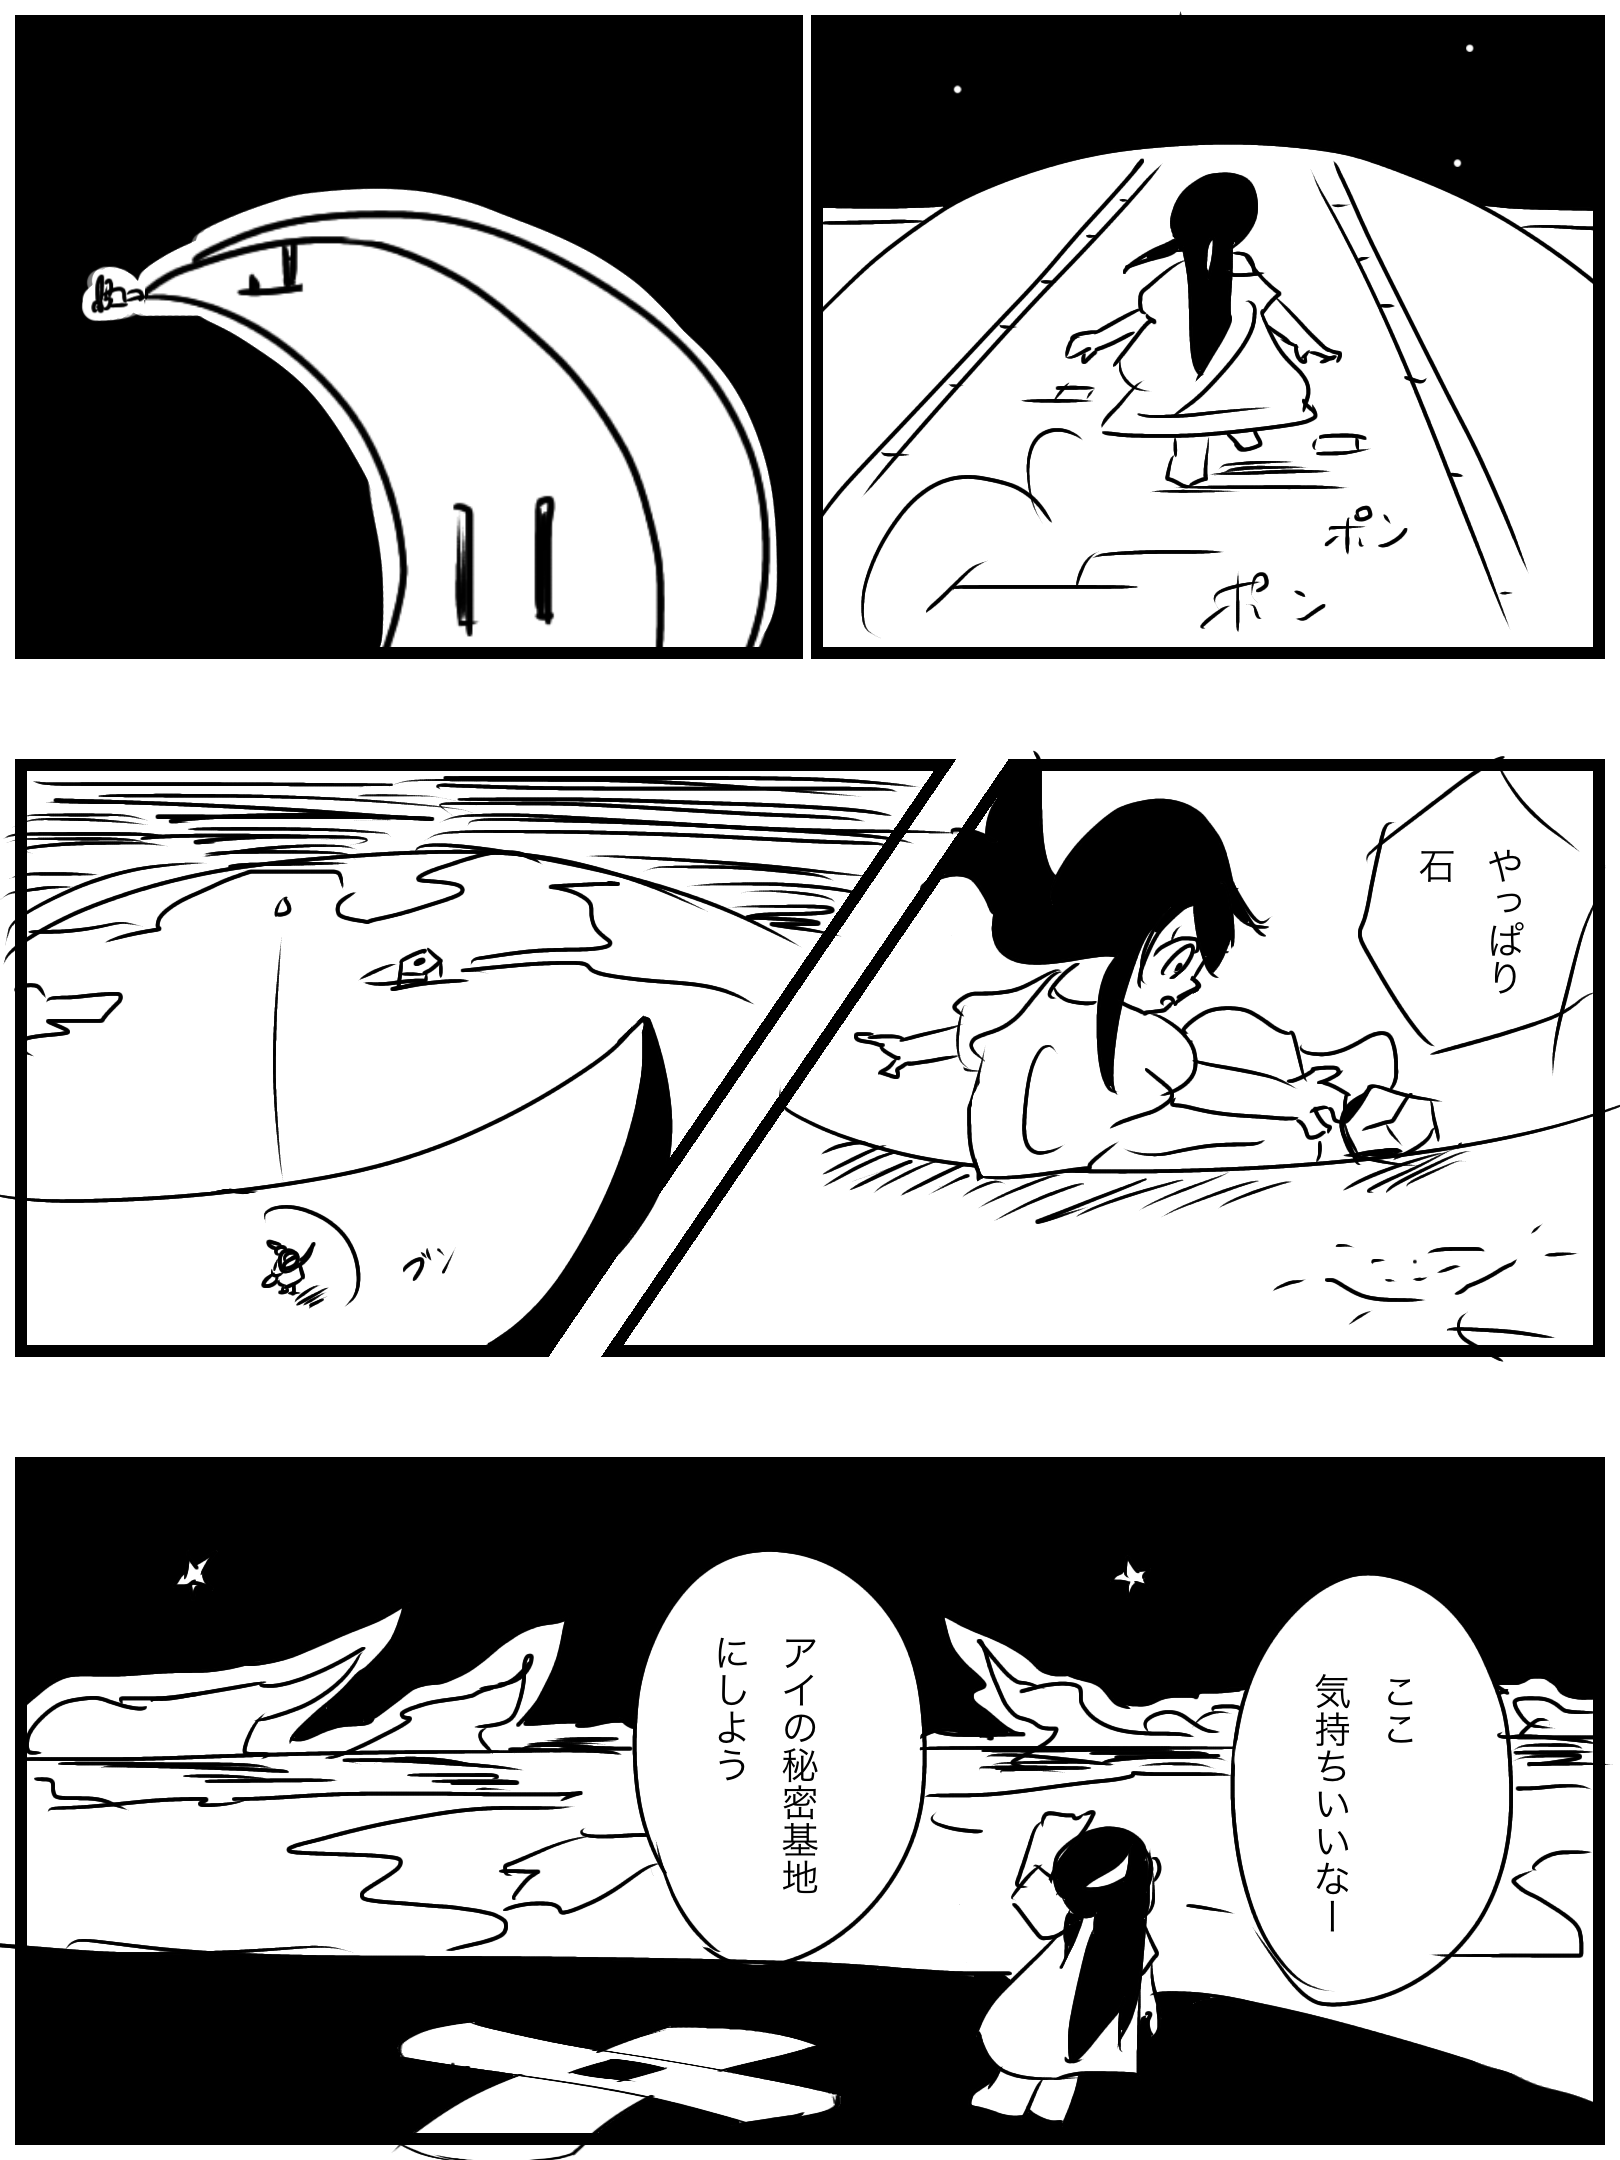 ポン
ポン
やっぱり
石
ブン
ここ
気持ちいいなー
アイの秘密基地
にしよう